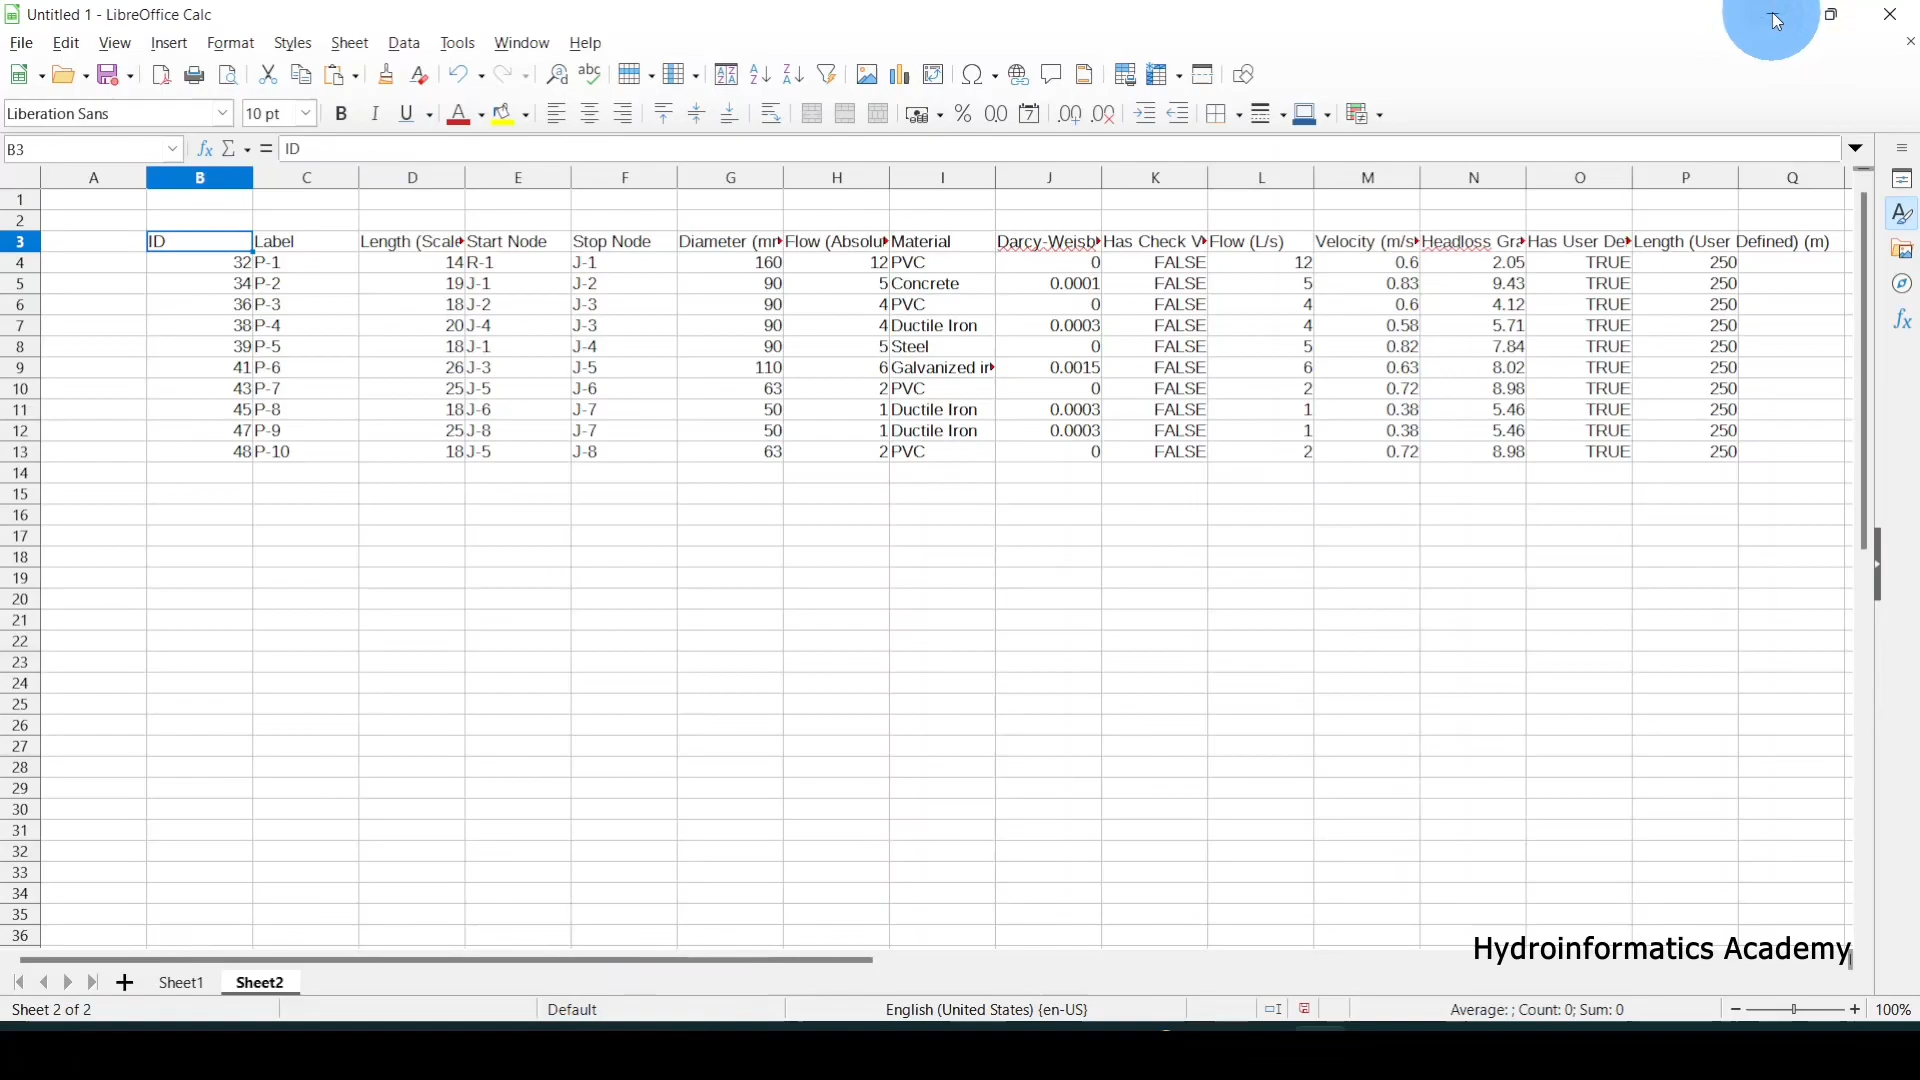 Untitled 1 - LibreOffice Calc
File Edit View Insert Format Styles Sheet Data Tools Window Help
Liberation Sans 10 pt
B3 ID
A B C D E F G H I J K L M N O P Q
1
2
3 ID Label Length (Scale Start Node Stop Node Diameter (mr Flow (Absolu Material Darcy-Weisb Has Check V Flow (L/s) Velocity (m/s Headloss Gra Has User De Length (User Defined) (m)
4 32 P-1 14 R-1 J-1 160 12 PVC 0 FALSE 12 0.6 2.05 TRUE 250
5 34 P-2 19 J-1 J-2 90 5 Concrete 0.0001 FALSE 5 0.83 9.43 TRUE 250
6 36 P-3 18 J-2 J-3 90 4 PVC 0 FALSE 4 0.6 4.12 TRUE 250
7 38 P-4 20 J-4 J-3 90 4 Ductile Iron 0.0003 FALSE 4 0.58 5.71 TRUE 250
8 39 P-5 18 J-1 J-4 90 5 Steel 0 FALSE 5 0.82 7.84 TRUE 250
9 41 P-6 26 J-3 J-5 110 6 Galvanized ir 0.0015 FALSE 6 0.63 8.02 TRUE 250
10 43 P-7 25 J-5 J-6 63 2 PVC 0 FALSE 2 0.72 8.98 TRUE 250
11 45 P-8 18 J-6 J-7 50 1 Ductile Iron 0.0003 FALSE 1 0.38 5.46 TRUE 250
12 47 P-9 25 J-8 J-7 50 1 Ductile Iron 0.0003 FALSE 1 0.38 5.46 TRUE 250
13 48 P-10 18 J-5 J-8 63 2 PVC 0 FALSE 2 0.72 8.98 TRUE 250
14
15
16
17
18
19
20
21
22
23
24
25
26
27
28
29
30
31
32
33
34
35
36
Hydroinformatics Academy
Sheet1 Sheet2
Sheet 2 of 2 Default English (United States) {en-US} Average: ; Count: 0; Sum: 0 100%